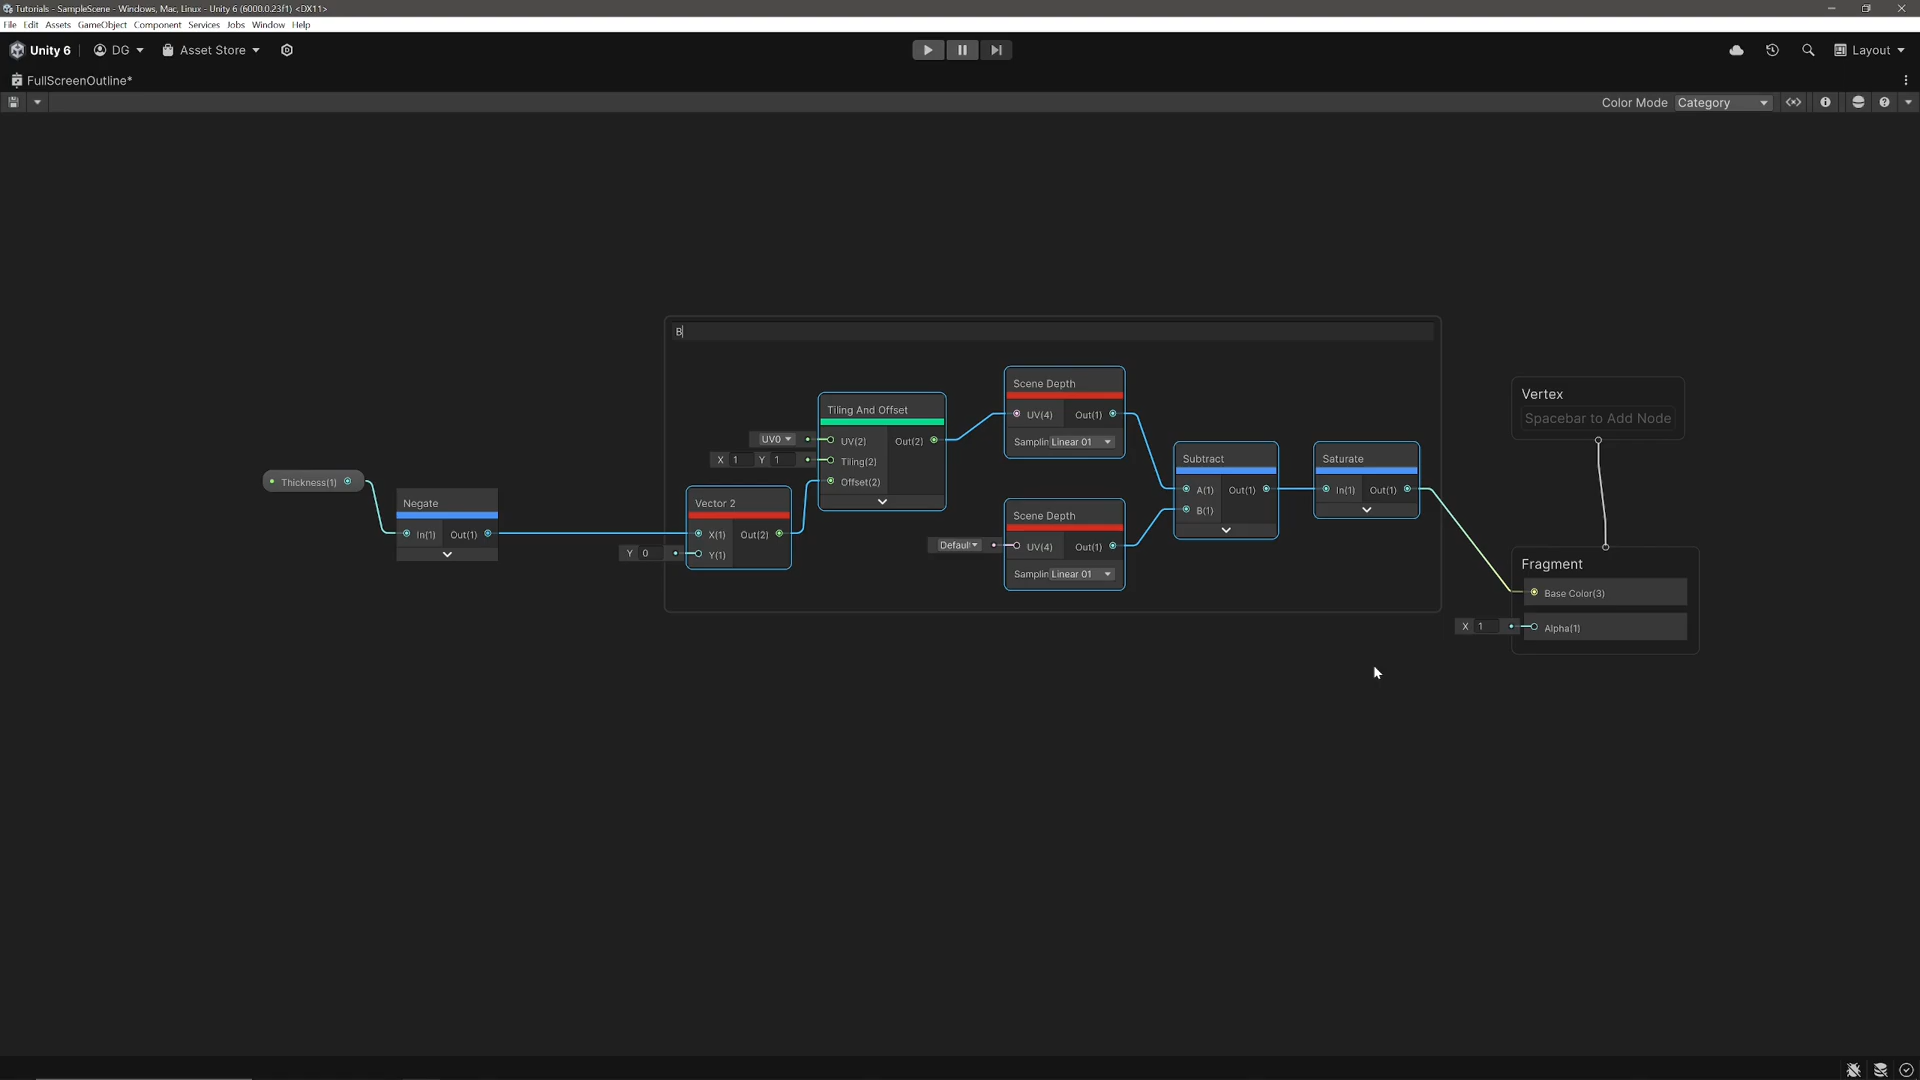 Tutorials - SampleScene - Windows, Mac, Linux - Unity 6 (6000.0.23f1) <DX11>
File Edit Assets GameObject Component Services Jobs Window Help
Unity 6 DG Asset Store Layout
FullScreenOutline*
Color Mode Category
B
Scene Depth
UV(4) Out(1)
Samplin Linear 01
Tiling And Offset
UV0 UV(2) Out(2)
X 1 Y 1 Tiling(2)
Offset(2)
Vertex
Spacebar to Add Node
Subtract
A(1) Out(1)
B(1)
Saturate
In(1) Out(1)
Thickness(1)
Negate
In(1) Out(1)
Vector 2
X(1) Out(2)
Y 0 Y(1)
Scene Depth
Defaul UV(4) Out(1)
Samplin Linear 01
Fragment
Base Color(3)
X 1 Alpha(1)